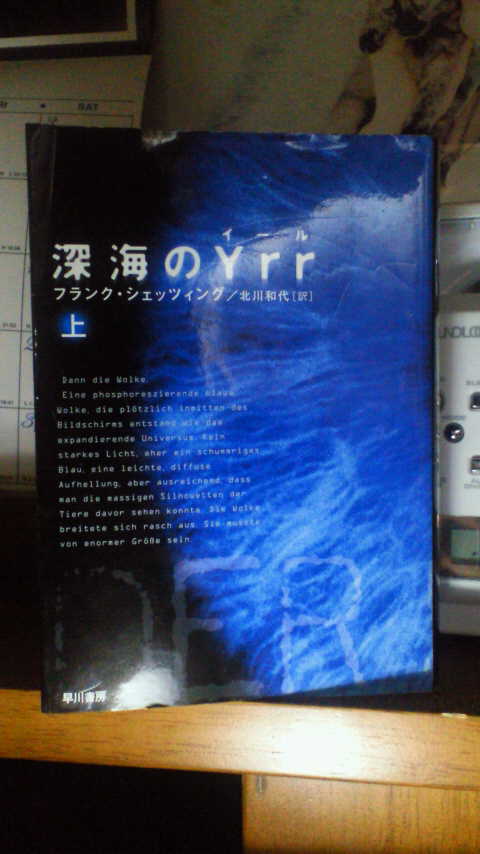 SAT
イール
深海のYrr
フランク・シェッツィング／北川和代[訳]
上
Dann die Wolke.
Eine phosphoreszierende blaue
Wolke, die plötzlich inmitten des
Bildschirms entstand wie das
expandierende Universum. Kein
starkes Licht, eher ein schummriges
Blau, eine leichte, diffuse
Aufhellung, aber ausreichend, dass
man die massigen Silhouetten der
Tiere davor sehen konnte. Die Wolke
breitete sich rasch aus. Sie musste
von enormer Größe sein.
DER
早川書房